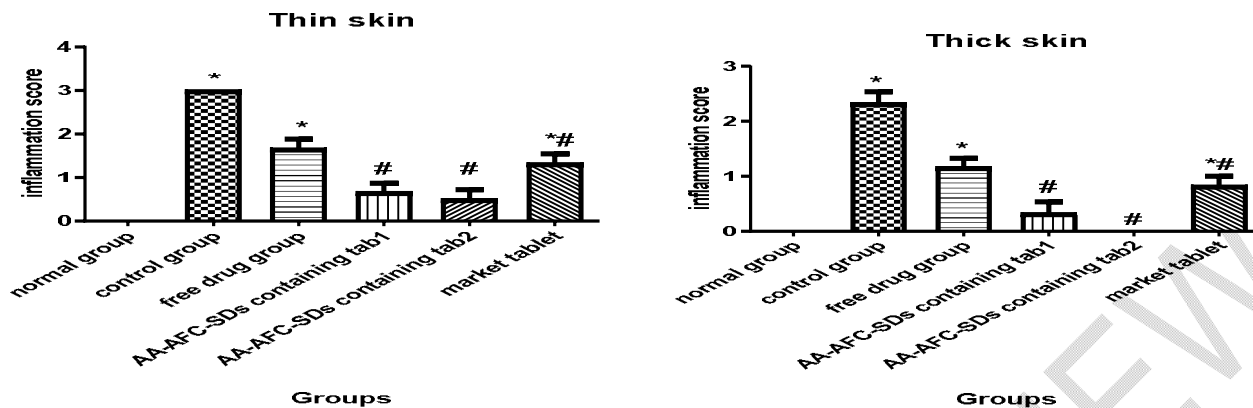 Thin skin
inflammation score
4
3
2
1
0
*
*
#
#
*#
normal group
control group
free drug group
AA-AFC-SDs containing tab1
AA-AFC-SDs containing tab2
market tablet
Groups
Thick skin
inflammation score
3
2
1
0
*
*
#
#
*#
normal group
control group
free drug group
AA-AFC-SDs containing tab1
AA-AFC-SDs containing tab2
market tablet
Groups